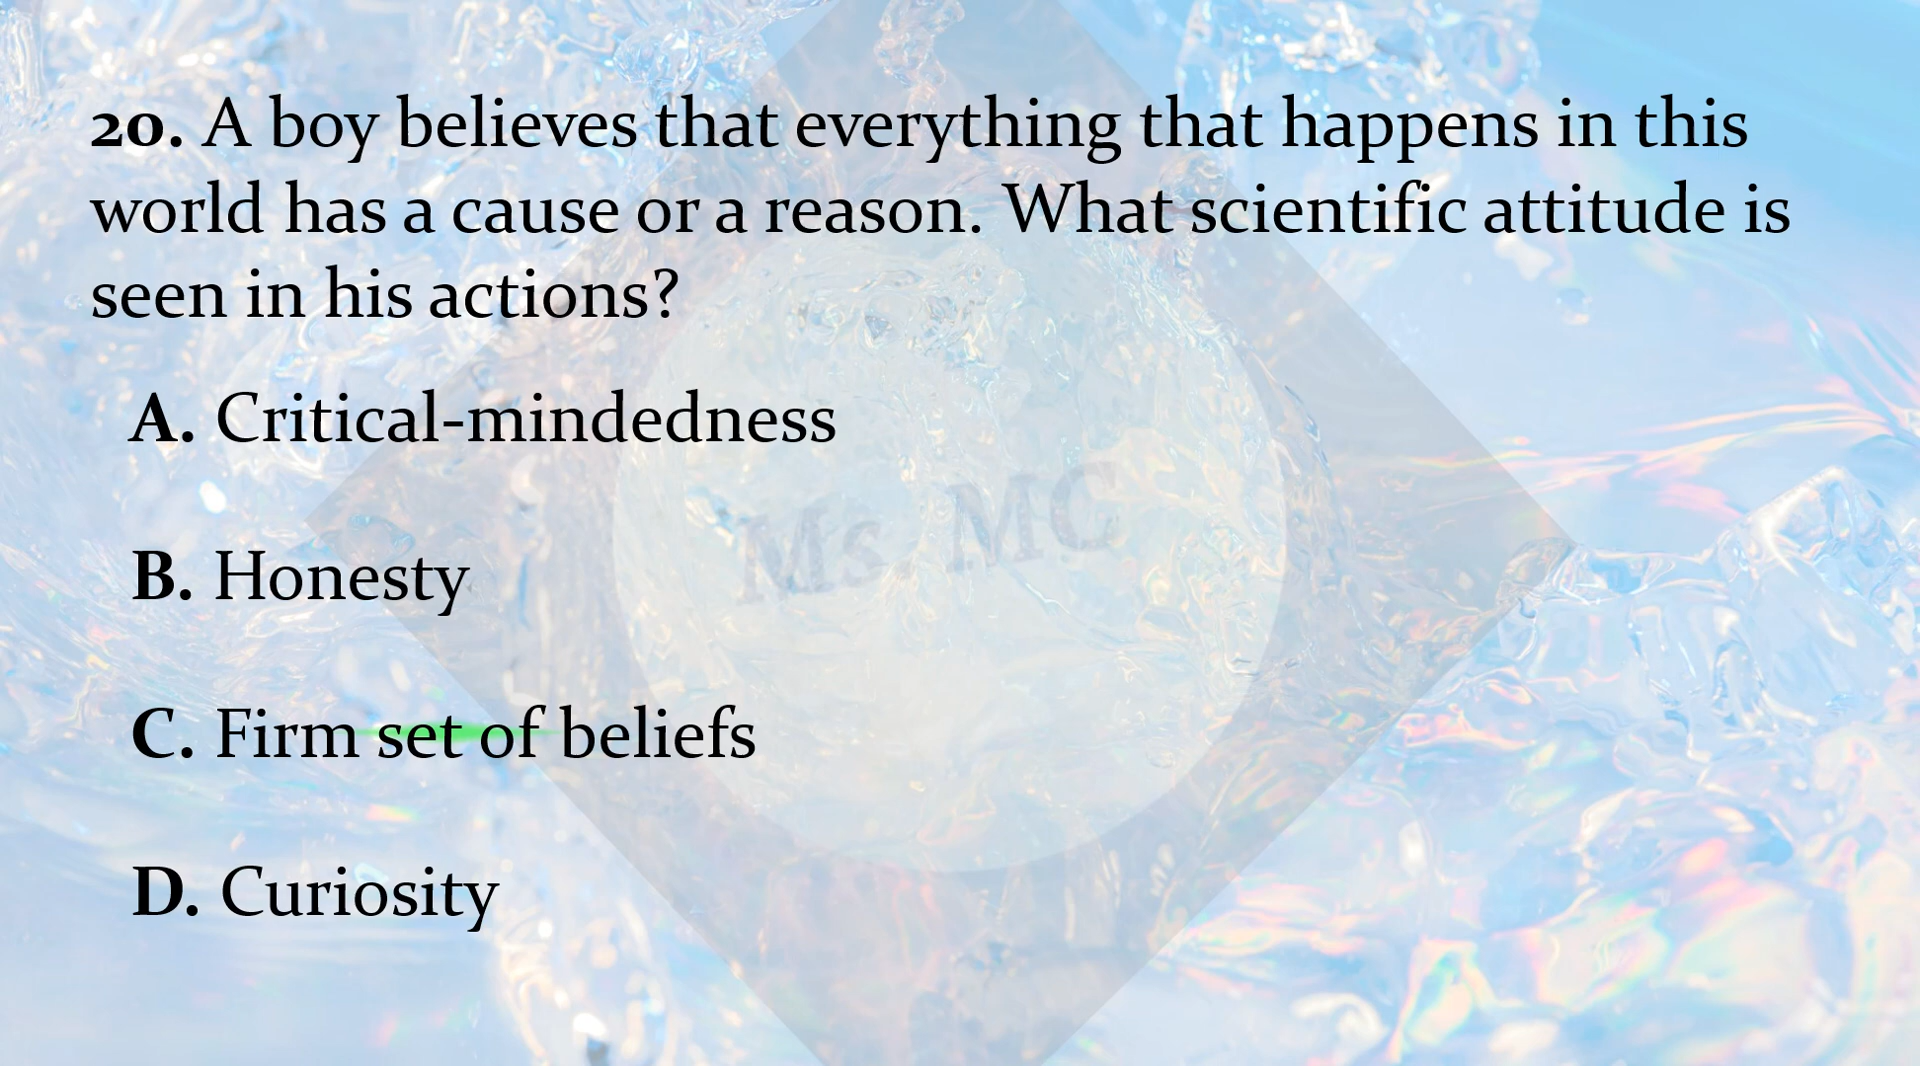 20. A boy believes that everything that happens in this
world has a cause or a reason. What scientific attitude is
seen in his actions?
A. Critical-mindedness
Ms. MC
B. Honesty
C. Firm set of beliefs
D. Curiosity